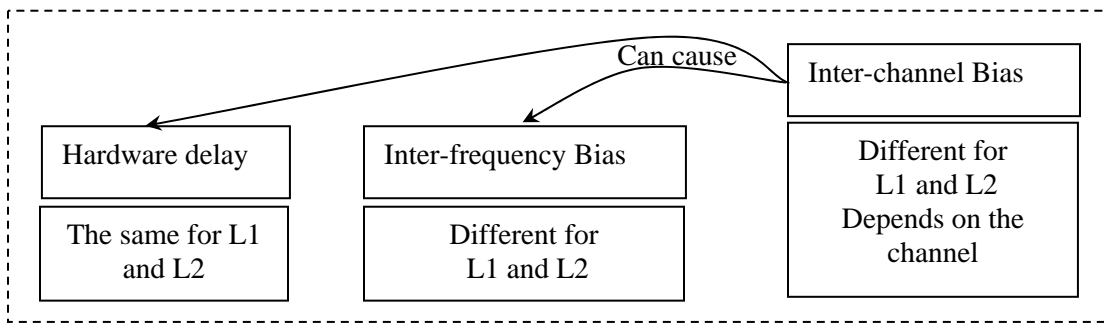 Can cause
Inter-channel Bias
Hardware delay
Inter-frequency Bias
The same for L1
and L2
Different for
L1 and L2
Different for
L1 and L2
Depends on the
channel